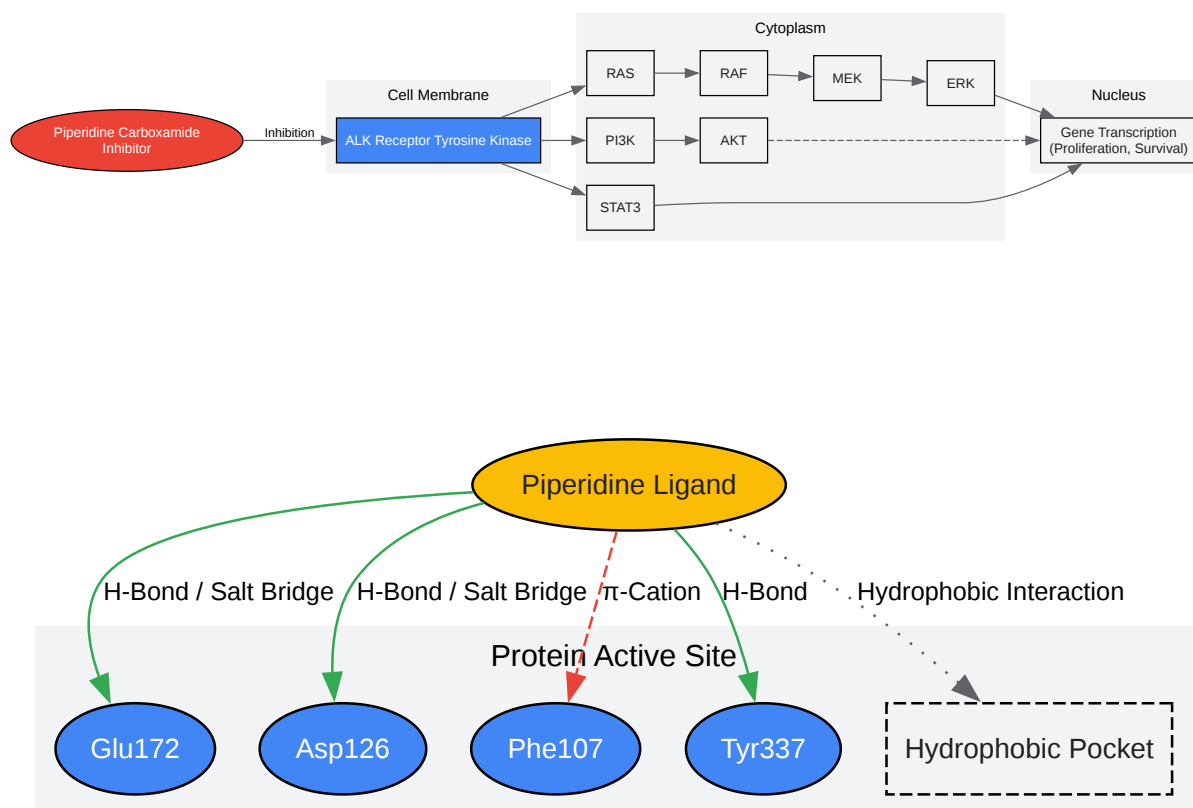 Cytoplasm
RAS
RAF
MEK
ERK
Cell Membrane
Nucleus
Piperidine Carboxamide
Inhibitor
Inhibition
ALK Receptor Tyrosine Kinase
PI3K
AKT
Gene Transcription
(Proliferation, Survival)
STAT3
Piperidine Ligand
H-Bond / Salt Bridge
H-Bond / Salt Bridge
π-Cation
H-Bond
Hydrophobic Interaction
Protein Active Site
Glu172
Asp126
Phe107
Tyr337
Hydrophobic Pocket